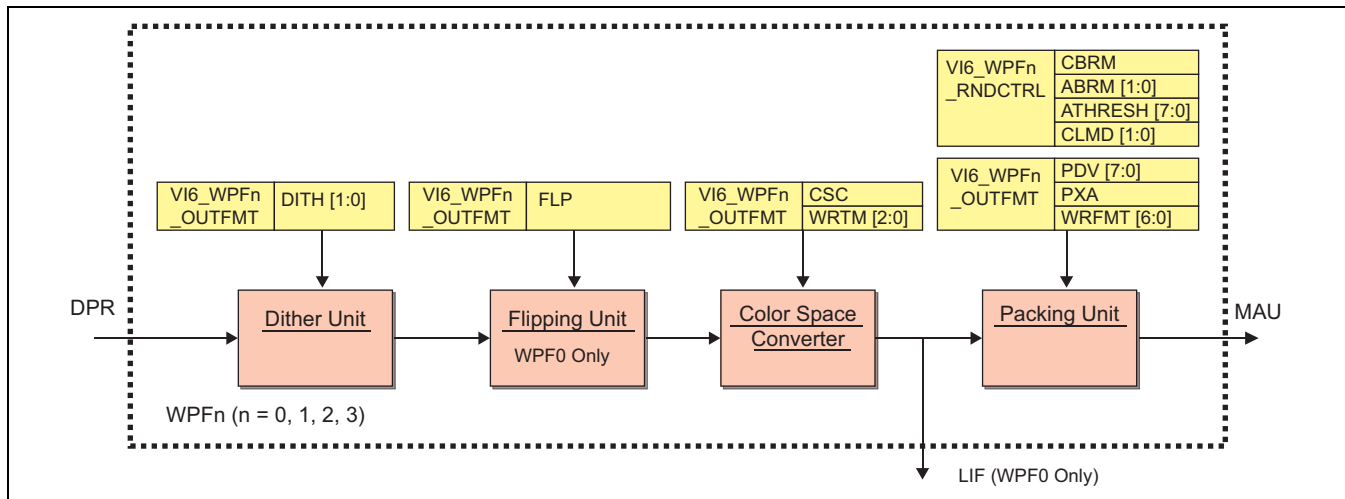 VI6_WPFn
_RNDCTRL
CBRM
ABRM [1:0]
ATHRESH [7:0]
CLMD [1:0]
VI6_WPFn
_OUTFMT
DITH [1:0]
VI6_WPFn
_OUTFMT
FLP
VI6_WPFn
_OUTFMT
CSC
WRTM [2:0]
VI6_WPFn
_OUTFMT
PDV [7:0]
PXA
WRFMT [6:0]
DPR
Dither Unit
Flipping Unit
WPF0 Only
Color Space
Converter
Packing Unit
MAU
WPFn (n = 0, 1, 2, 3)
LIF (WPF0 Only)